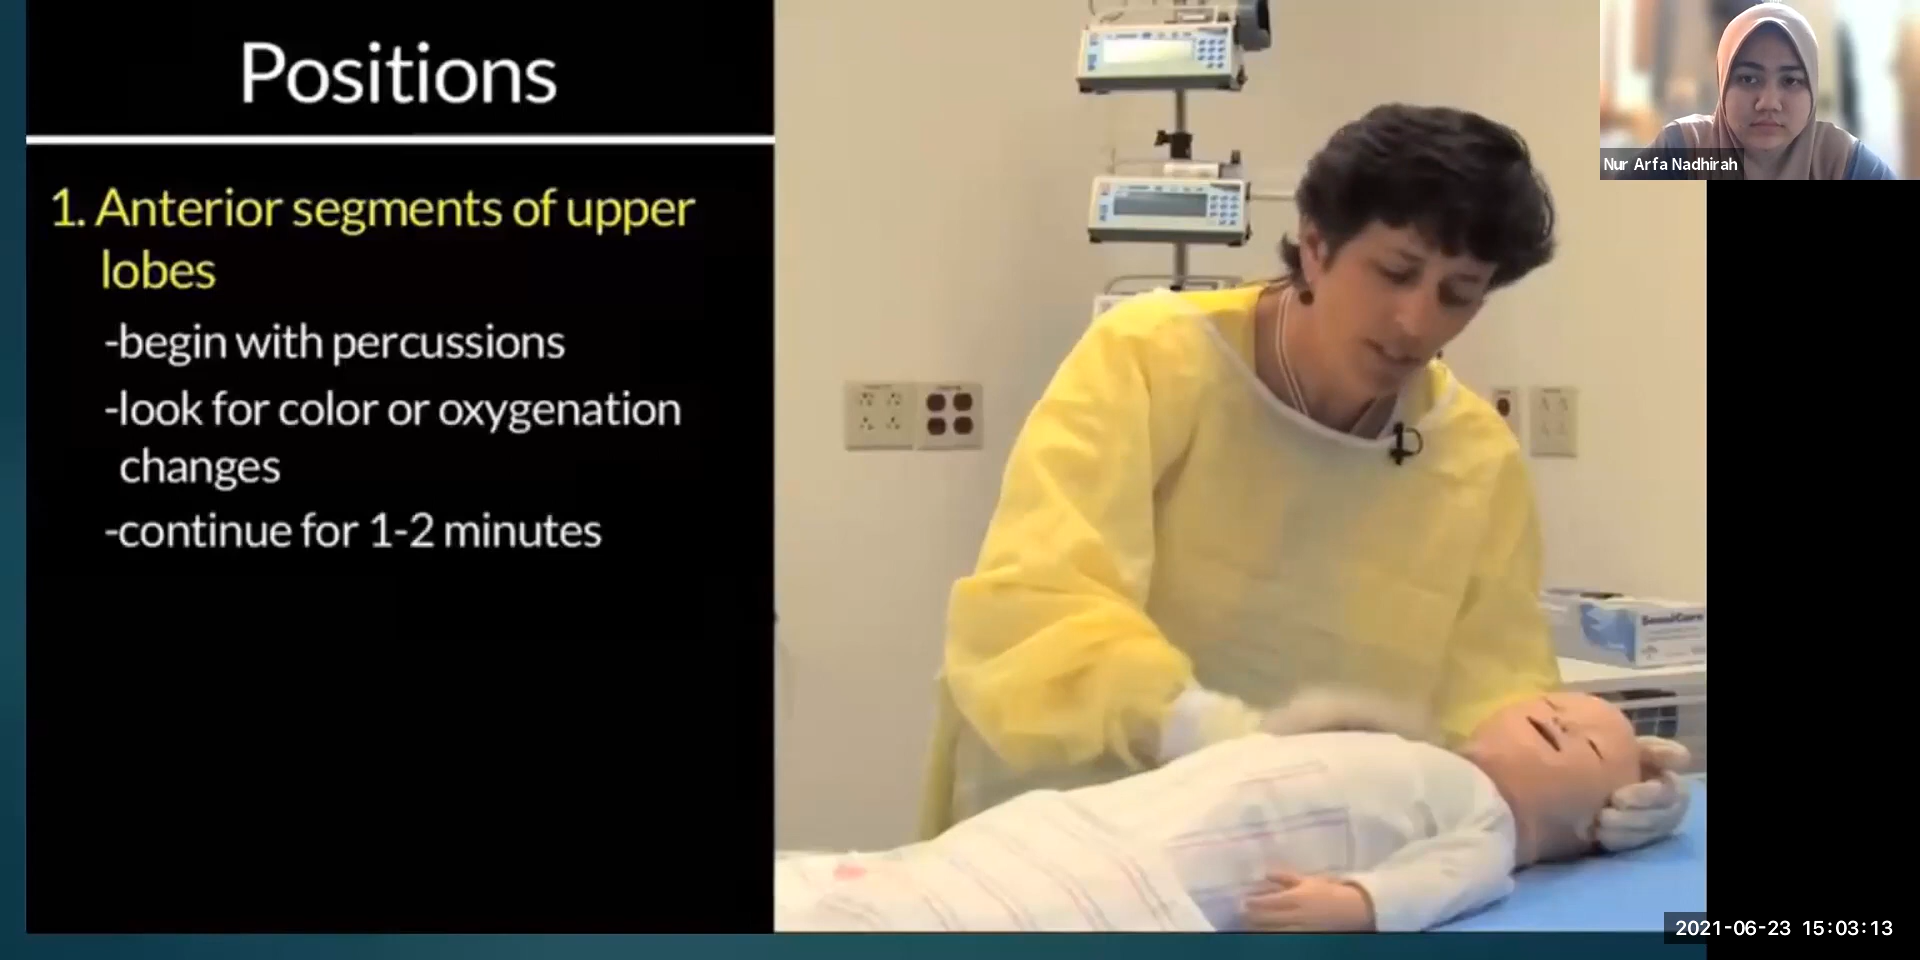 Positions
1. Anterior segments of upper
lobes
-begin with percussions
-look for color or oxygenation
changes
-continue for 1-2 minutes
Nur Arfa Nadhirah
SensiCare
2021-06-23 15:03:13